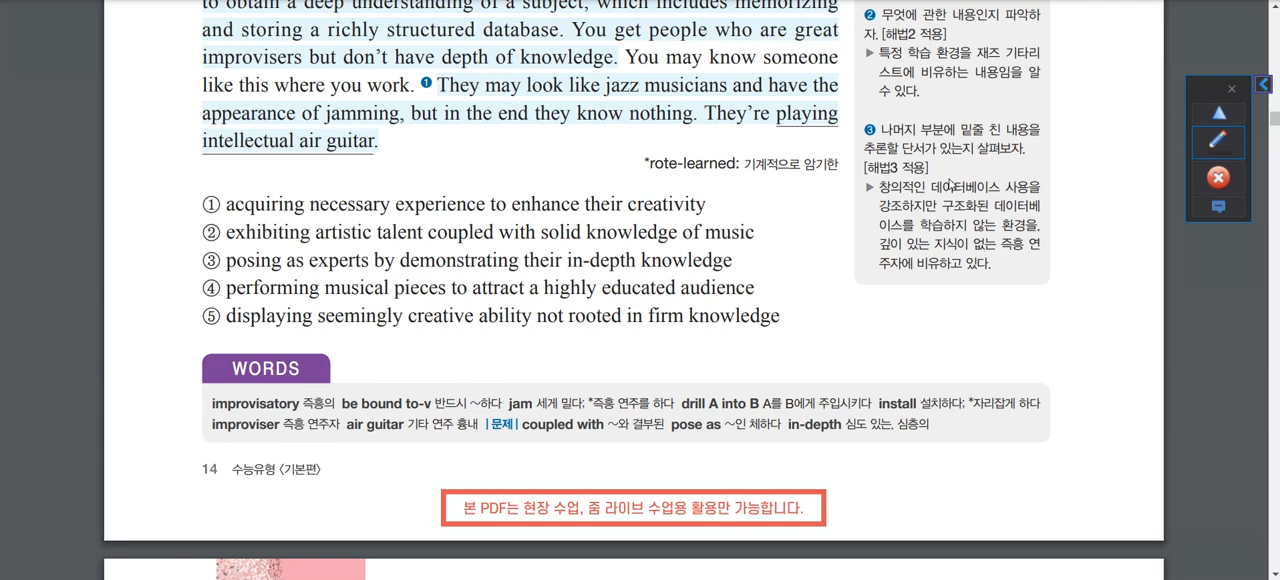 to obtain a deep understanding of a subject, which includes memorizing
and storing a richly structured database. You get people who are great
improvisers but don't have depth of knowledge. You may know someone
like this where you work. ❶ They may look like jazz musicians and have the
appearance of jamming, but in the end they know nothing. They're playing
intellectual air guitar.
*rote-learned: 기계적으로 암기한
① acquiring necessary experience to enhance their creativity
② exhibiting artistic talent coupled with solid knowledge of music
③ posing as experts by demonstrating their in-depth knowledge
④ performing musical pieces to attract a highly educated audience
⑤ displaying seemingly creative ability not rooted in firm knowledge
❷ 무엇에 관한 내용인지 파악하
자. [해법2 적용]
▶ 특정 학습 환경을 재즈 기타리
스트에 비유하는 내용임을 알
수 있다.
❸ 나머지 부분에 밑줄 친 내용을
추론할 단서가 있는지 살펴보자.
[해법3 적용]
▶ 창의적인 데이터베이스 사용을
강조하지만 구조화된 데이터베
이스를 학습하지 않는 환경을,
깊이 있는 지식이 없는 즉흥 연
주자에 비유하고 있다.
WORDS
improvisatory 즉흥의 be bound to-v 반드시 ~하다 jam 세게 밀다; *즉흥 연주를 하다 drill A into B A를 B에게 주입시키다 install 설치하다; *자리잡게 하다
improviser 즉흥 연주자 air guitar 기타 연주 흉내 |문제| coupled with ~와 결부된 pose as ~인 체하다 in-depth 심도 있는, 심층의
14 수능유형 〈기본편〉
본 PDF는 현장 수업, 줌 라이브 수업용 활용만 가능합니다.